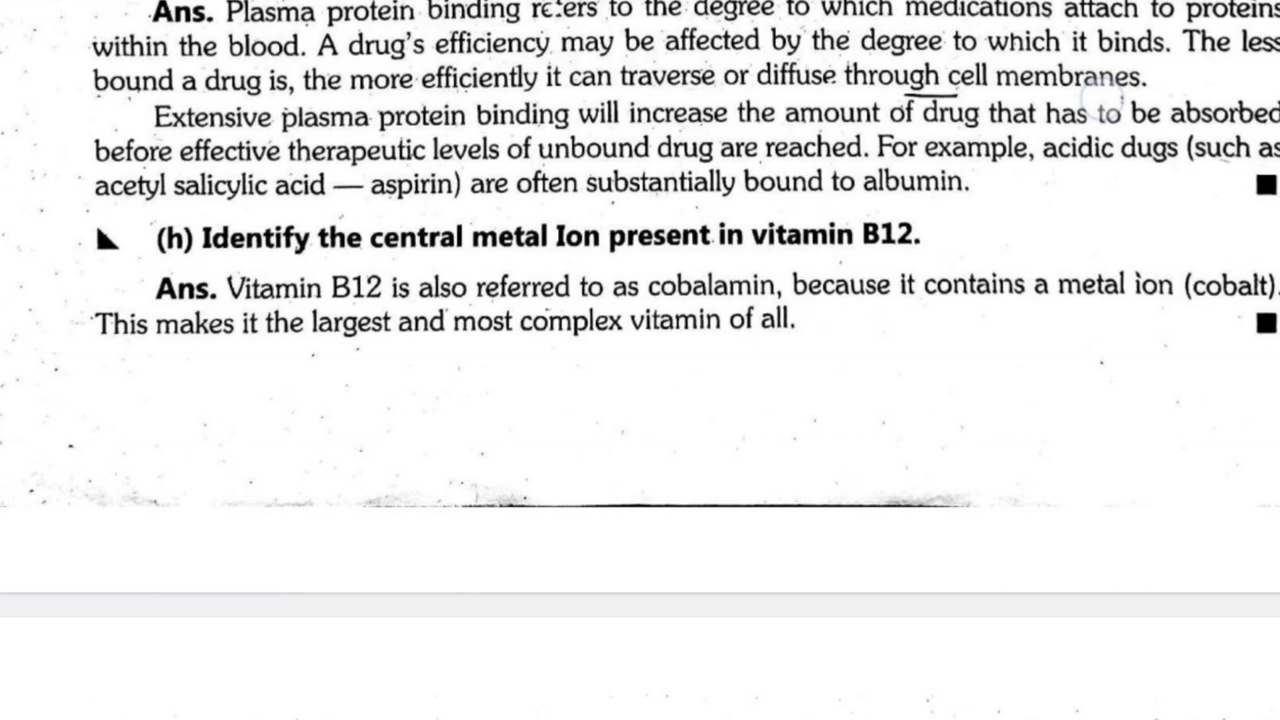 Ans. Plasma protein binding refers to the degree to which medications attach to proteins
within the blood. A drug's efficiency may be affected by the degree to which it binds. The less
bound a drug is, the more efficiently it can traverse or diffuse through cell membranes.
Extensive plasma protein binding will increase the amount of drug that has to be absorbed
before effective therapeutic levels of unbound drug are reached. For example, acidic dugs (such as
acetyl salicylic acid — aspirin) are often substantially bound to albumin.
(h) Identify the central metal Ion present in vitamin B12.
Ans. Vitamin B12 is also referred to as cobalamin, because it contains a metal ion (cobalt).
This makes it the largest and most complex vitamin of all.